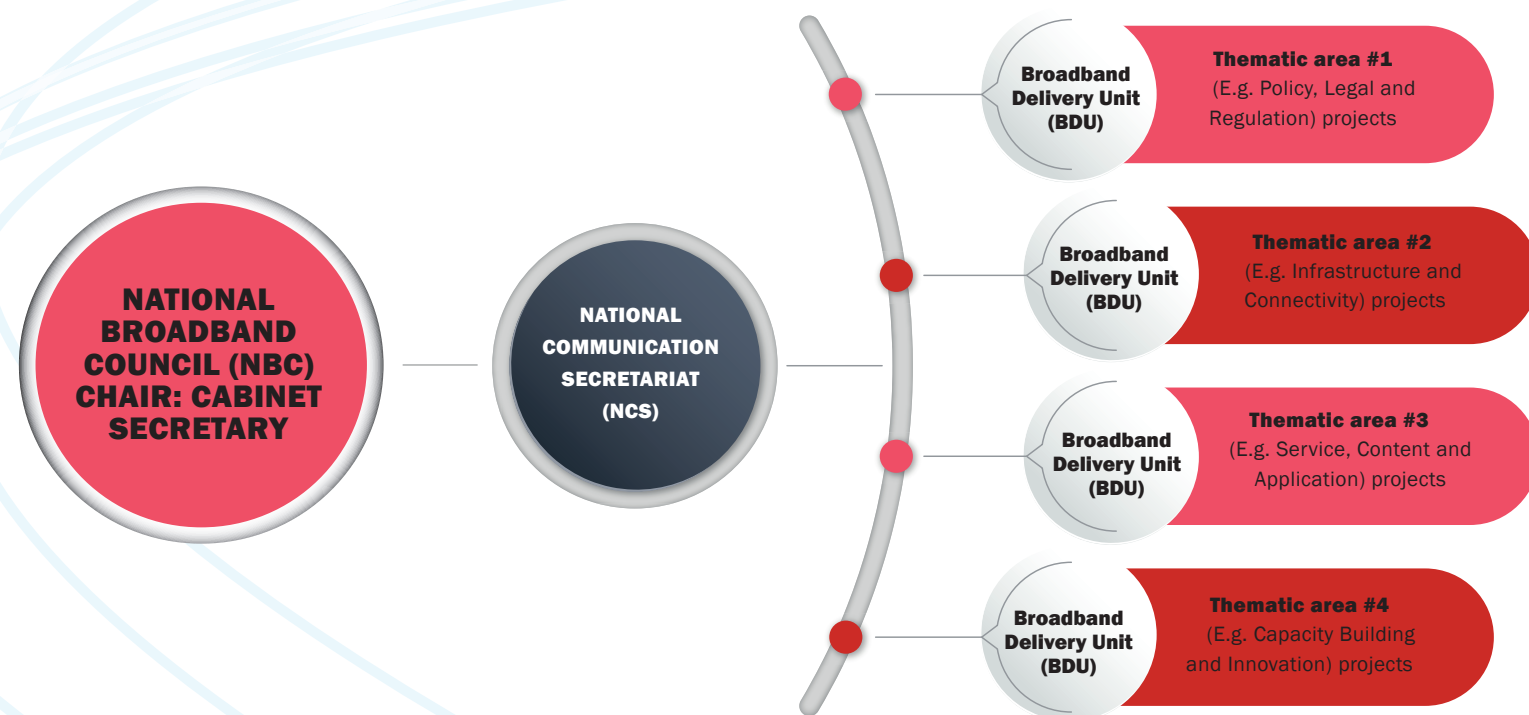 NATIONAL
BROADBAND
COUNCIL (NBC)
CHAIR: CABINET
SECRETARY
NATIONAL
COMMUNICATION
SECRETARIAT
(NCS)
Broadband
Delivery Unit
(BDU)
Thematic area #1
(E.g. Policy, Legal and
Regulation) projects
Broadband
Delivery Unit
(BDU)
Thematic area #2
(E.g. Infrastructure and
Connectivity) projects
Broadband
Delivery Unit
(BDU)
Thematic area #3
(E.g. Service, Content and
Application) projects
Broadband
Delivery Unit
(BDU)
Thematic area #4
(E.g. Capacity Building
and Innovation) projects